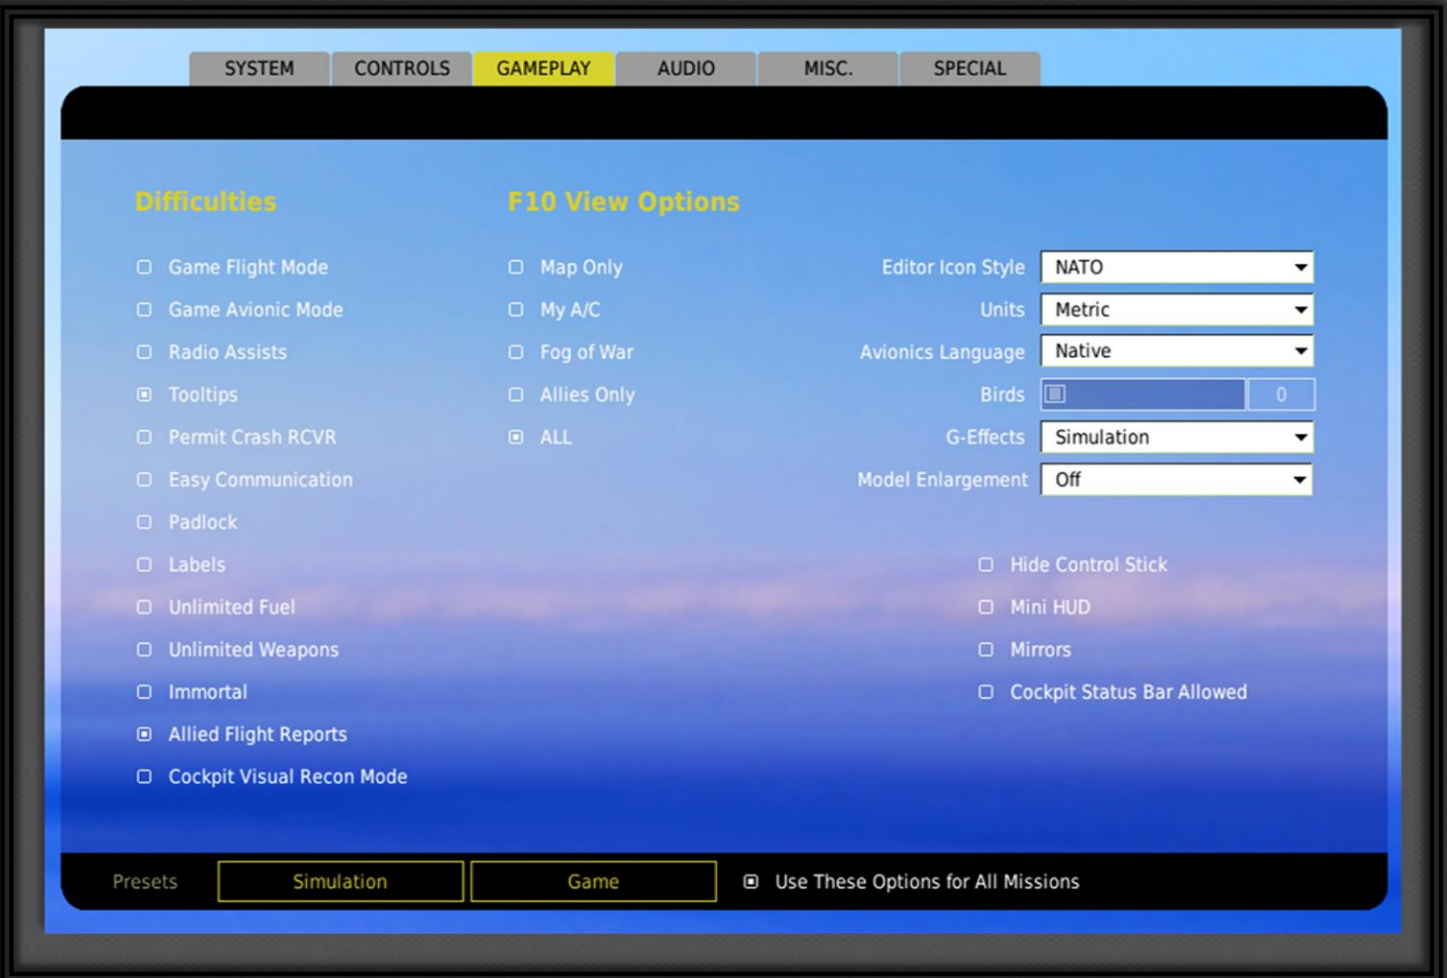 SYSTEM CONTROLS GAMEPLAY AUDIO MISC. SPECIAL
Difficulties
Game Flight Mode
Game Avionic Mode
Radio Assists
Tooltips
Permit Crash RCVR
Easy Communication
Padlock
Labels
Unlimited Fuel
Unlimited Weapons
Immortal
Allied Flight Reports
Cockpit Visual Recon Mode
F10 View Options
Map Only
My A/C
Fog of War
Allies Only
ALL
Editor Icon Style NATO
Units Metric
Avionics Language Native
Birds 0
G-Effects Simulation
Model Enlargement Off
Hide Control Stick
Mini HUD
Mirrors
Cockpit Status Bar Allowed
Presets Simulation Game Use These Options for All Missions